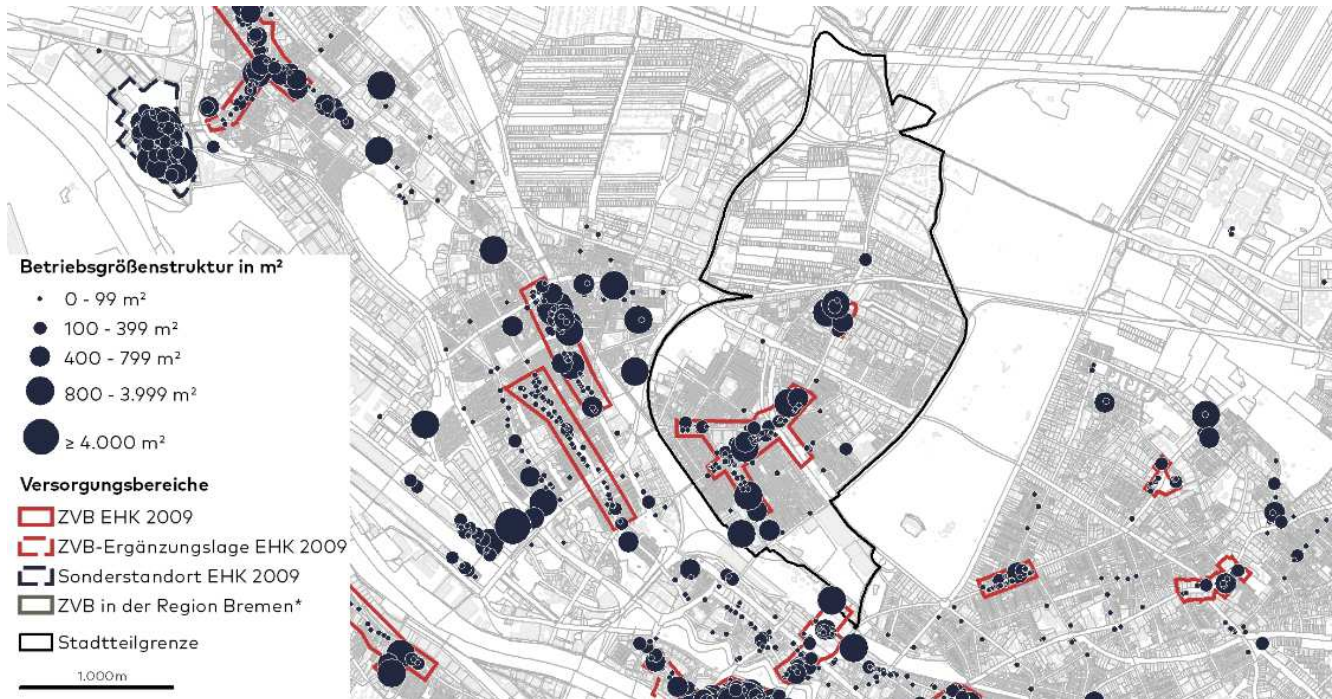 Betriebsgrößenstruktur in m²
0 - 99 m²
100 - 399 m²
400 - 799 m²
800 - 3.999 m²
≥ 4.000 m²
Versorgungsbereiche
ZVB EHK 2009
ZVB-Ergänzungslage EHK 2009
Sonderstandort EHK 2009
ZVB in der Region Bremen*
Stadtteilgrenze
1.000m